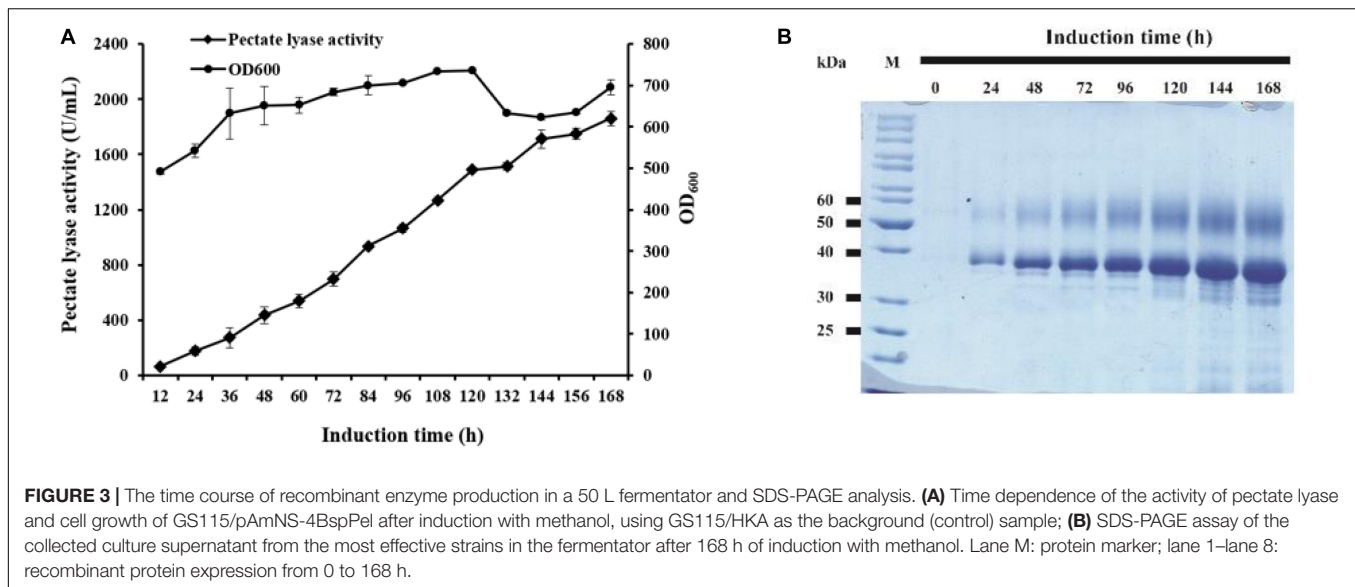 A
Pectate lyase activity
OD600
2400
2000
1600
1200
800
400
0
Pectate lyase activity (U/mL)
800
700
600
500
400
300
200
100
0
OD600
12 24 36 48 60 72 84 96 108 120 132 144 156 168
Induction time (h)
B
Induction time (h)
kDa M
0 24 48 72 96 120 144 168
60
50
40
30
25
FIGURE 3 | The time course of recombinant enzyme production in a 50 L fermentator and SDS-PAGE analysis. (A) Time dependence of the activity of pectate lyase
and cell growth of GS115/pAmNS-4BspPel after induction with methanol, using GS115/HKA as the background (control) sample; (B) SDS-PAGE assay of the
collected culture supernatant from the most effective strains in the fermentator after 168 h of induction with methanol. Lane M: protein marker; lane 1–lane 8:
recombinant protein expression from 0 to 168 h.